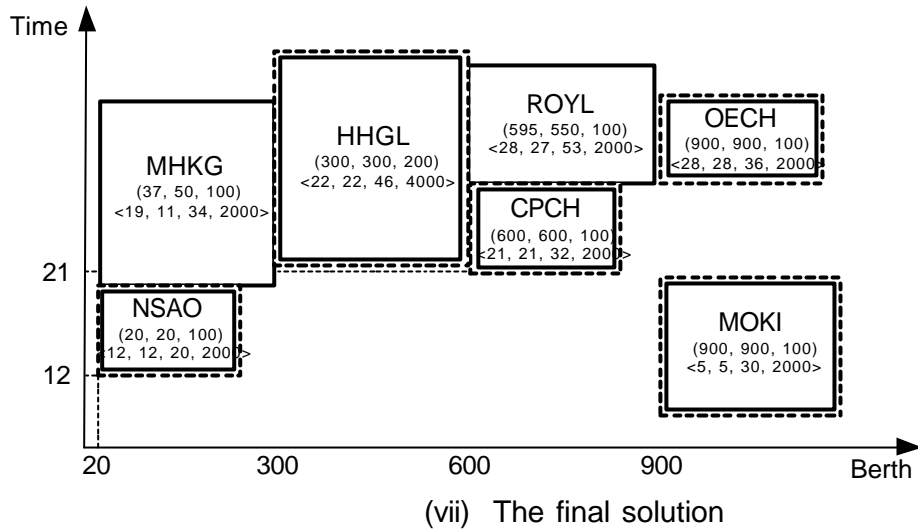 Time
ROYL
(595, 550, 100)
<28, 27, 53, 2000>
OECH
(900, 900, 100)
<28, 28, 36, 2000>
HHGL
(300, 300, 200)
<22, 22, 46, 4000>
MHKG
(37, 50, 100)
<19, 11, 34, 2000>
CPCH
(600, 600, 100)
<21, 21, 32, 2000>
21
NSAO
(20, 20, 100)
<12, 12, 20, 2000>
MOKI
(900, 900, 100)
<5, 5, 30, 2000>
12
20 300 600 900 Berth
(vii) The final solution